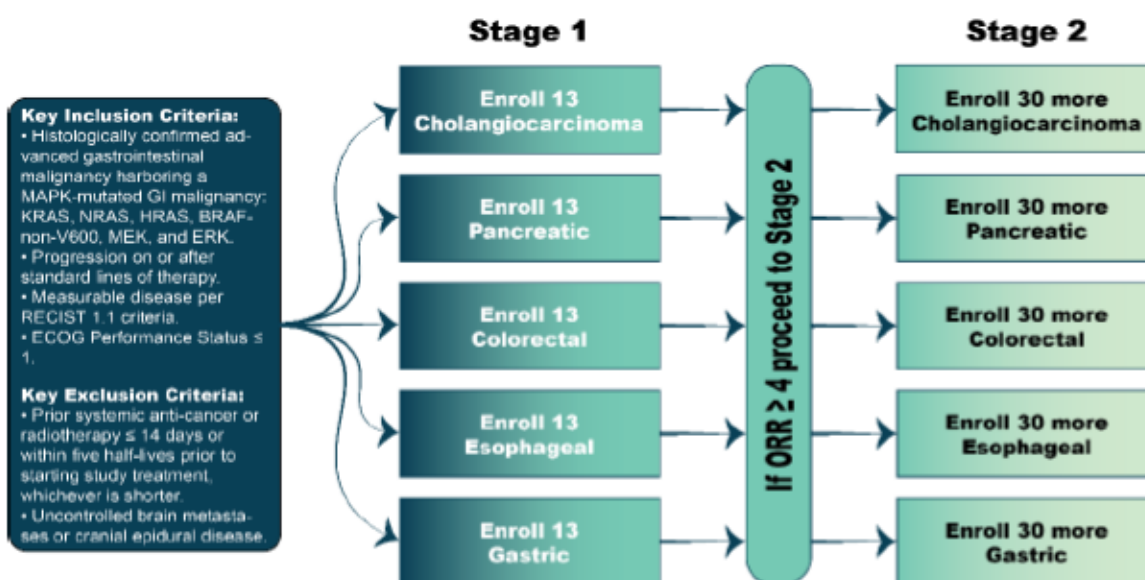 Stage 1
Stage 2
Key Inclusion Criteria:
• Histologically confirmed ad-
vanced gastrointestinal
malignancy harboring a
MAPK-mutated GI malignancy:
KRAS, NRAS, HRAS, BRAF-
non-V600, MEK, and ERK.
• Progression on or after
standard lines of therapy.
• Measurable disease per
RECIST 1.1 criteria.
• ECOG Performance Status ≤
1.
Key Exclusion Criteria:
• Prior systemic anti-cancer or
radiotherapy ≤ 14 days or
within five half-lives prior to
starting study treatment,
whichever is shorter.
• Uncontrolled brain metasta-
ses or cranial epidural disease.
Enroll 13
Cholangiocarcinoma
Enroll 13
Pancreatic
Enroll 13
Colorectal
Enroll 13
Esophageal
Enroll 13
Gastric
If ORR ≥ 4 proceed to Stage 2
Enroll 30 more
Cholangiocarcinoma
Enroll 30 more
Pancreatic
Enroll 30 more
Colorectal
Enroll 30 more
Esophageal
Enroll 30 more
Gastric